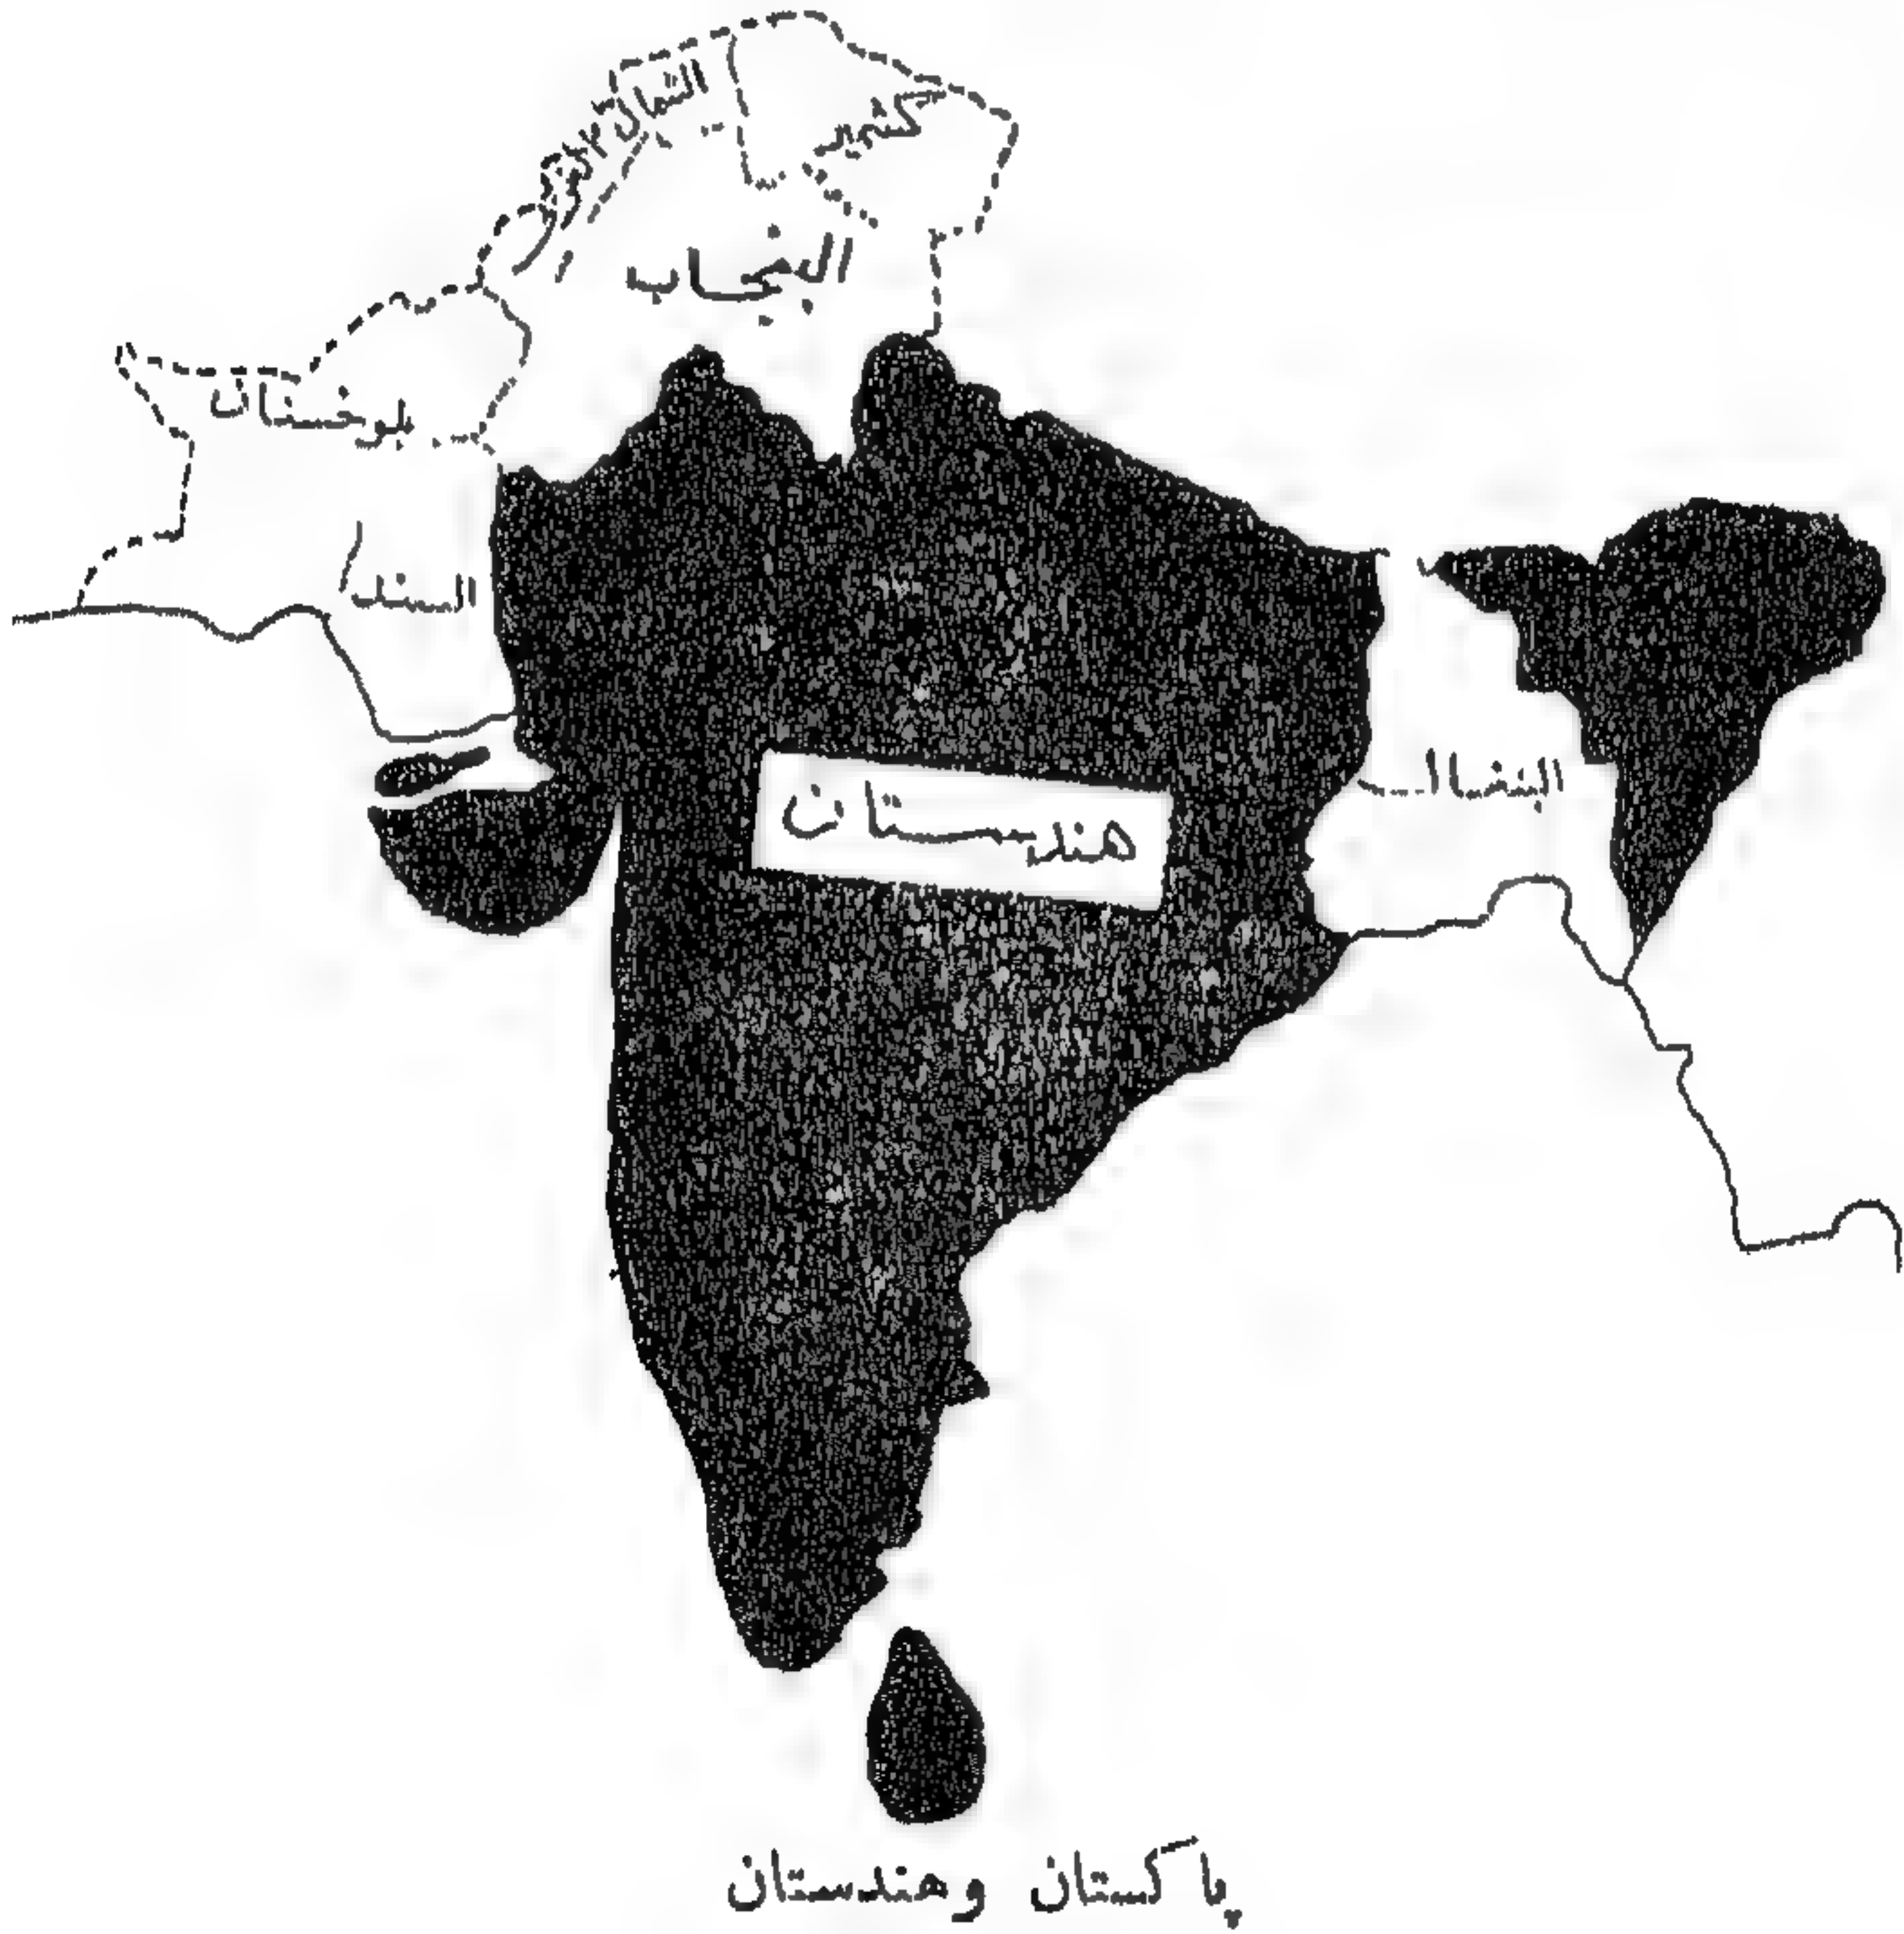 الشمال الغربي
كشمير
البنجاب
بلوخستان
السند
هندستان
البنغال
پاکستان وهندستان